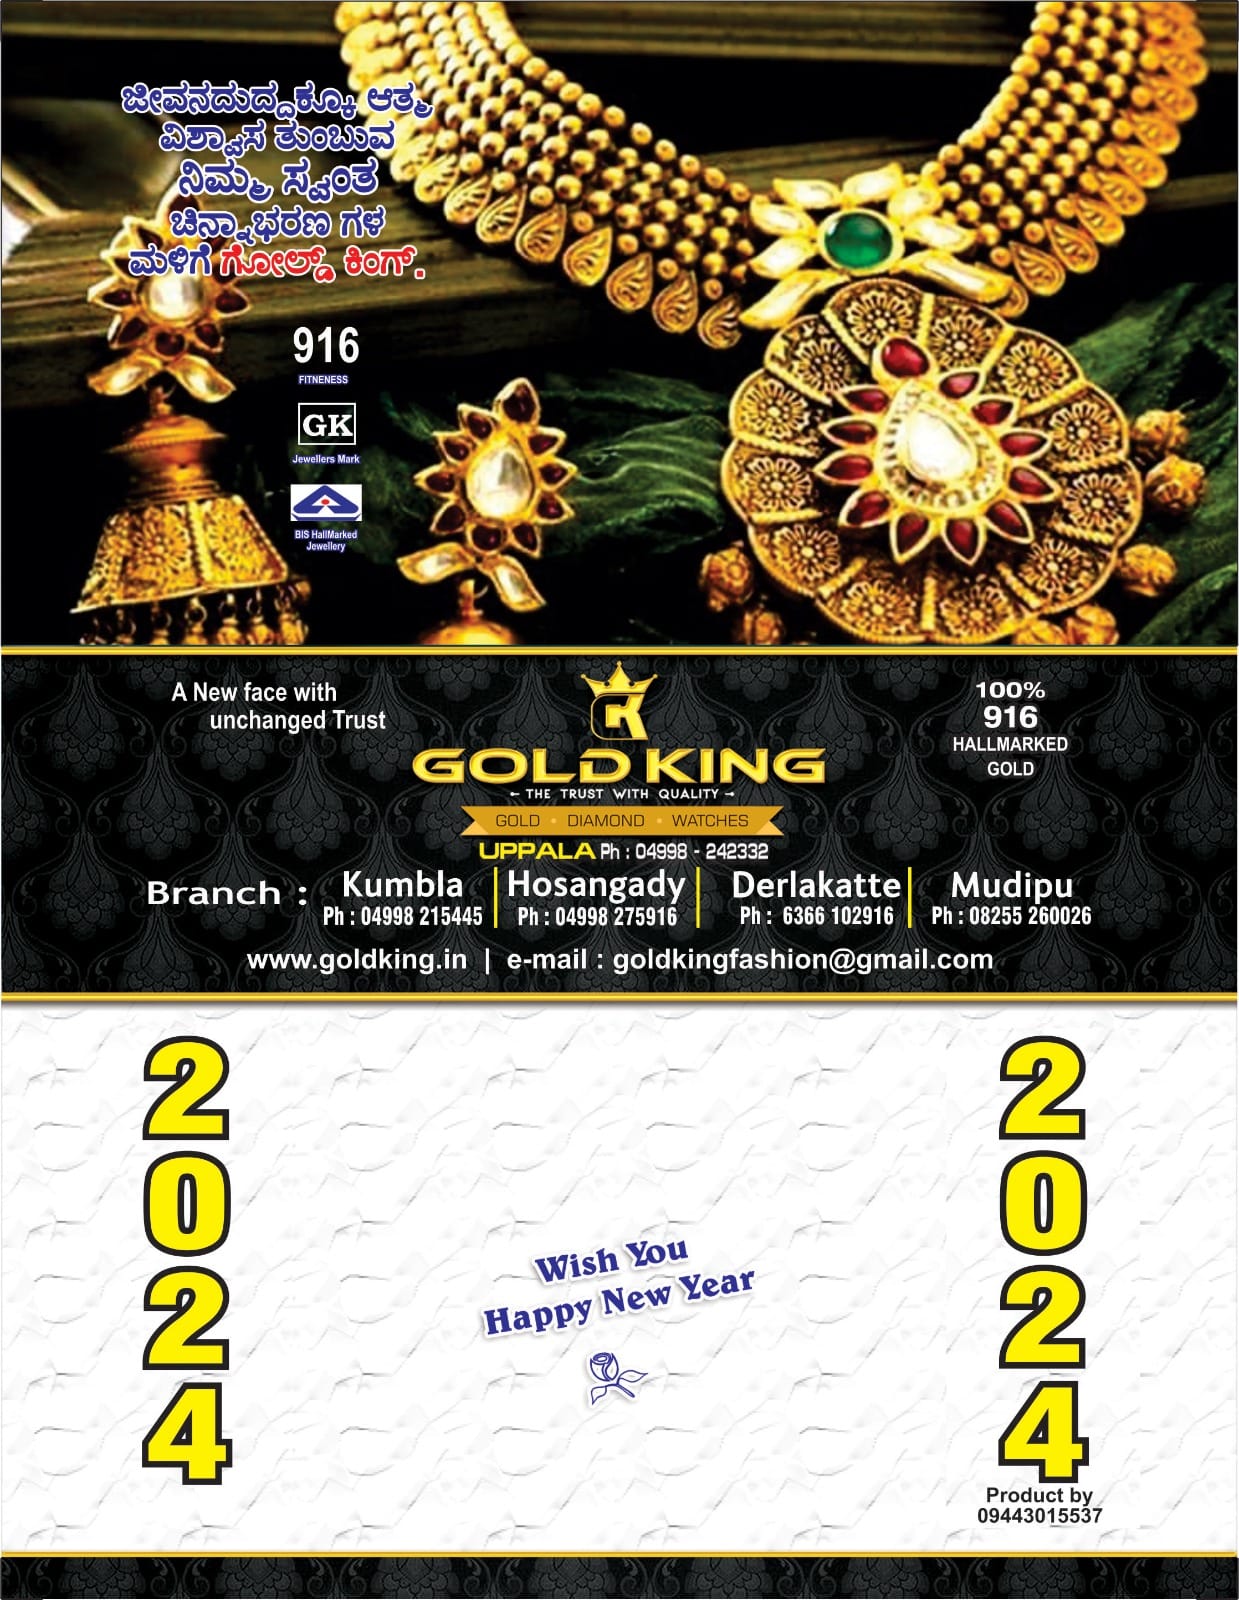 ಜೀವನದುದ್ದಕ್ಕೂ ಆತ್ಮ
ವಿಶ್ವಾಸ ತುಂಬುವ
ನಿಮ್ಮ ಸ್ವಂತ
ಚಿನ್ನಾಭರಣ ಗಳ
ಮಳಿಗೆ ಗೋಲ್ಡ್ ಕಿಂಗ್.
916
FITNENESS
GK
Jewellers Mark
BIS HallMarked
Jewellery
A New face with
unchanged Trust
GK
GOLD KING
THE TRUST WITH QUALITY
GOLD • DIAMOND • WATCHES
100%
916
HALLMARKED
GOLD
UPPALA Ph : 04998 - 242332
Branch : Kumbla | Hosangady | Derlakatte | Mudipu
Ph : 04998 215445 Ph : 04998 275916 Ph : 6366 102916 Ph : 08255 260026
www.goldking.in | e-mail : goldkingfashion@gmail.com
2024
Wish You
Happy New Year
2024
Product by
09443015537